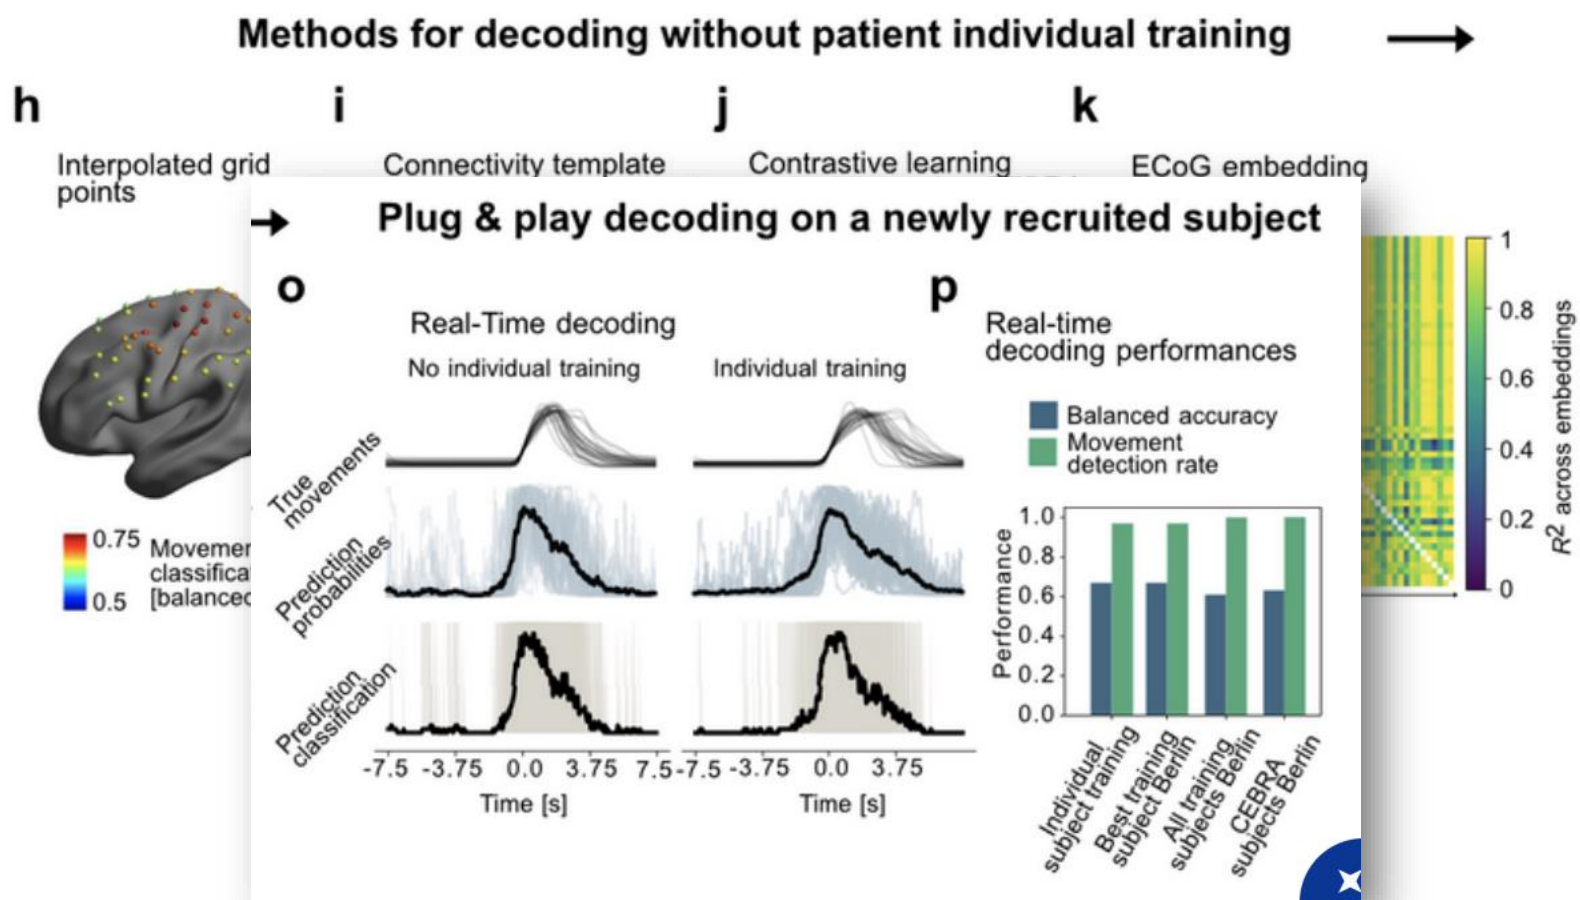 Methods for decoding without patient individual training
h
i
j
k
Interpolated grid
points
Connectivity template
Contrastive learning
ECoG embedding
Plug & play decoding on a newly recruited subject
o
p
Real-Time decoding
No individual training
Individual training
True
movements
Prediction
probabilities
Prediction
classification
-7.5 -3.75 0.0 3.75 7.5
-7.5 -3.75 0.0 3.75
Time [s]
Time [s]
Real-time
decoding performances
Balanced accuracy
Movement
detection rate
Performance
1.0
0.8
0.6
0.4
0.2
0.0
Individual
subject training
Best training
subject Berlin
All training
subjects Berlin
CEBRA
subjects Berlin
0.75
0.5
[balanced
1
0.8
0.6
0.4
0.2
0
R² across embeddings